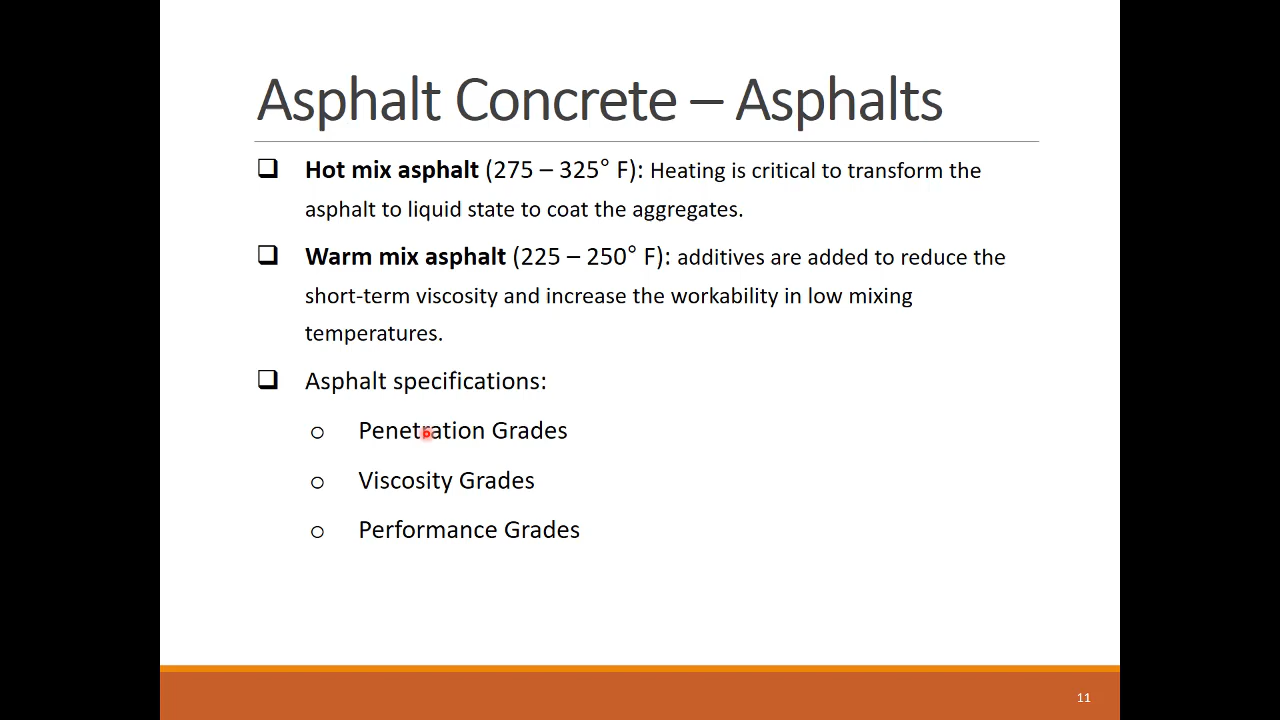 Asphalt Concrete – Asphalts
❑ Hot mix asphalt (275 – 325° F): Heating is critical to transform the
asphalt to liquid state to coat the aggregates.
❑ Warm mix asphalt (225 – 250° F): additives are added to reduce the
short-term viscosity and increase the workability in low mixing
temperatures.
❑ Asphalt specifications:
o Penetration Grades
o Viscosity Grades
o Performance Grades
11